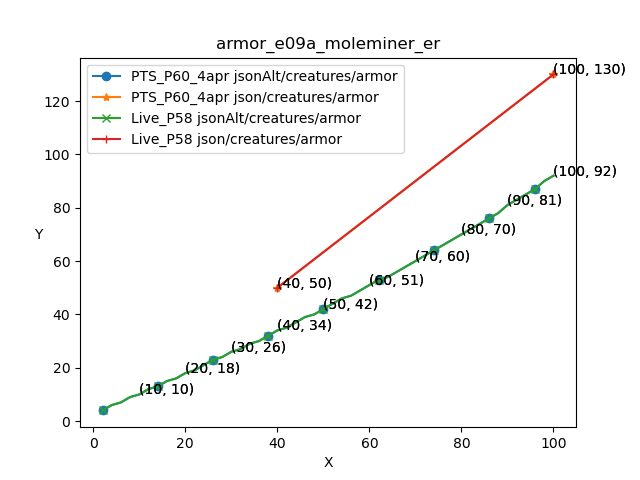 armor_e09a_moleminer_er
PTS_P60_4apr jsonAlt/creatures/armor
PTS_P60_4apr json/creatures/armor
Live_P58 jsonAlt/creatures/armor
Live_P58 json/creatures/armor
(100, 130)
(100, 92)
(90, 81)
(80, 70)
(70, 60)
(60, 51)
(40, 50)
(50, 42)
(40, 34)
(30, 26)
(20, 18)
(10, 10)
Y
120
100
80
60
40
20
0
0 20 40 60 80 100
X